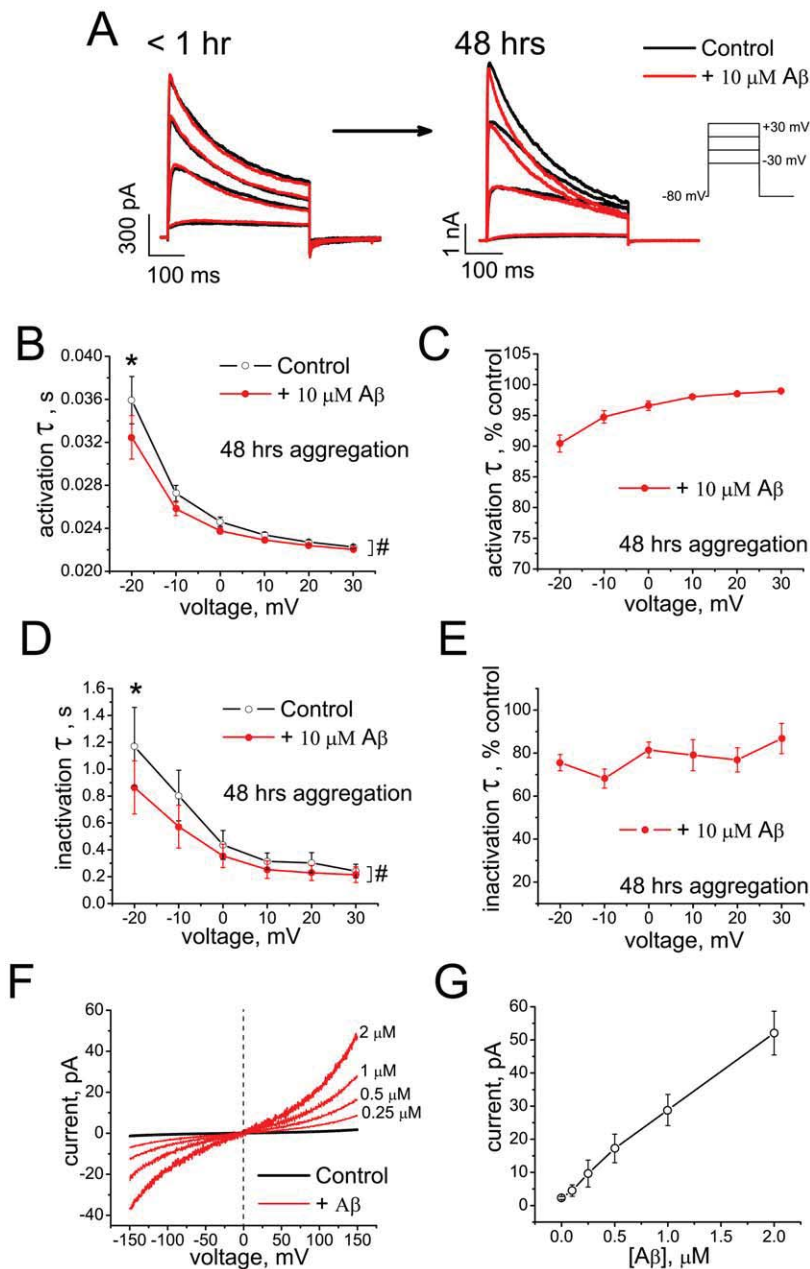 A
< 1 hr
48 hrs
Control
+ 10 μM Aβ
+30 mV
-30 mV
-80 mV
300 pA
100 ms
1 nA
100 ms
B
0.040
0.036
0.032
0.028
0.024
0.020
activation τ, s
*
Control
+ 10 μM Aβ
48 hrs aggregation
#
-20 -10 0 10 20 30
voltage, mV
C
105
100
95
90
85
80
75
70
activation τ, % control
+ 10 μM Aβ
48 hrs aggregation
-20 -10 0 10 20 30
voltage, mV
D
1.6
1.4
1.2
1.0
0.8
0.6
0.4
0.2
0.0
inactivation τ, s
*
Control
+ 10 μM Aβ
48 hrs aggregation
#
-20 -10 0 10 20 30
voltage, mV
E
100
80
60
40
20
inactivation τ, % control
+ 10 μM Aβ
48 hrs aggregation
-20 -10 0 10 20 30
voltage, mV
F
60
40
20
0
-20
-40
current, pA
2 μM
1 μM
0.5 μM
0.25 μM
Control
+ Aβ
-150 -100 -50 0 50 100 150
voltage, mV
G
60
50
40
30
20
10
0
current, pA
0.0 0.5 1.0 1.5 2.0
[Aβ], μM